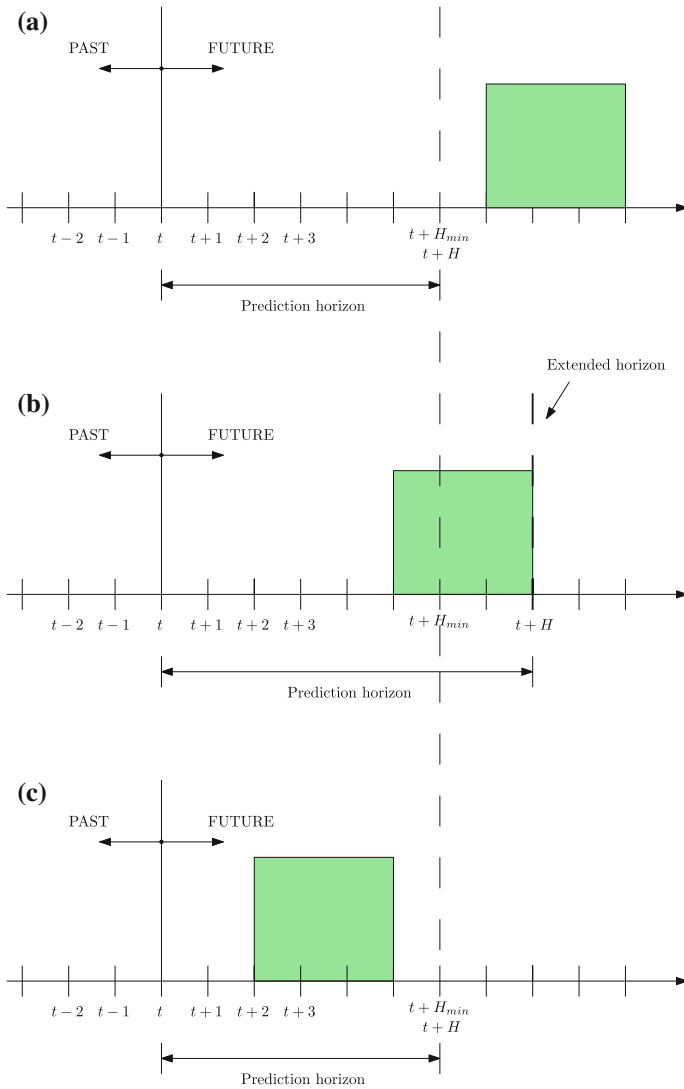 (a)
PAST FUTURE
t − 2 t − 1 t t + 1 t + 2 t + 3 t + H_min
t + H
Prediction horizon
Extended horizon
(b)
PAST FUTURE
t − 2 t − 1 t t + 1 t + 2 t + 3 t + H_min t + H
Prediction horizon
(c)
PAST FUTURE
t − 2 t − 1 t t + 1 t + 2 t + 3 t + H_min
t + H
Prediction horizon